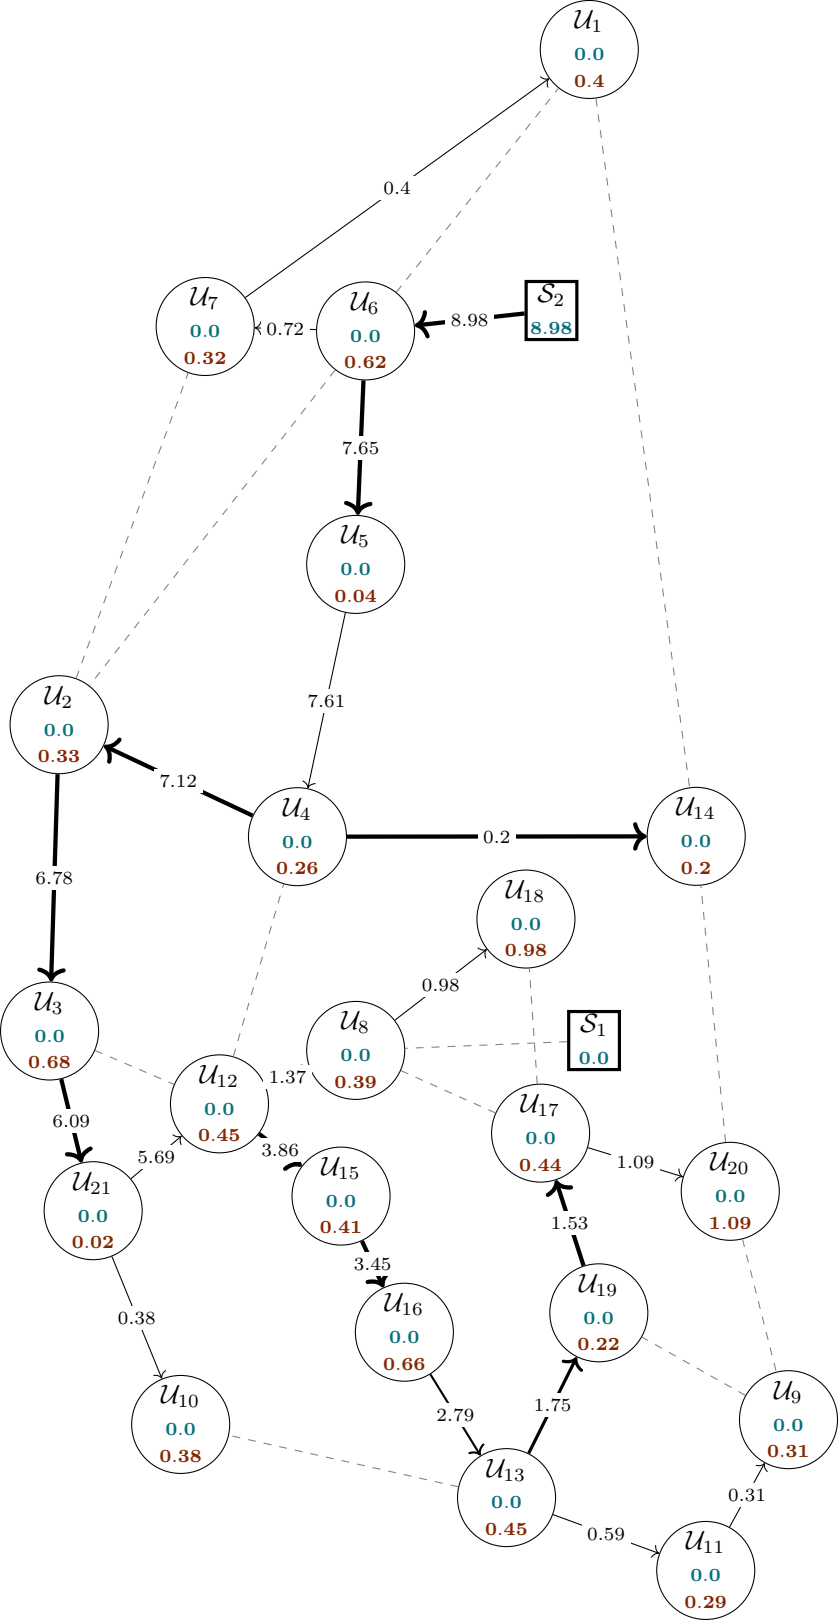 𝒰₁
0.0
0.4
0.4
𝒰₇
0.0
0.32
0.72
𝒰₆
0.0
0.62
8.98
𝒮₂
8.98
7.65
𝒰₅
0.0
0.04
7.61
𝒰₂
0.0
0.33
7.12
𝒰₄
0.0
0.26
0.2
𝒰₁₄
0.0
0.2
6.78
𝒰₁₈
0.0
0.98
0.98
𝒰₃
0.0
0.68
𝒰₈
0.0
0.39
𝒮₁
0.0
𝒰₁₂
0.0
0.45
1.37
𝒰₁₇
0.0
0.44
6.09
5.69
3.86
1.09
𝒰₂₁
0.0
0.02
𝒰₁₅
0.0
0.41
𝒰₂₀
0.0
1.09
1.53
3.45
0.38
𝒰₁₆
0.0
0.66
𝒰₁₉
0.0
0.22
𝒰₁₀
0.0
0.38
2.79
1.75
𝒰₉
0.0
0.31
𝒰₁₃
0.0
0.45
0.59
0.31
𝒰₁₁
0.0
0.29